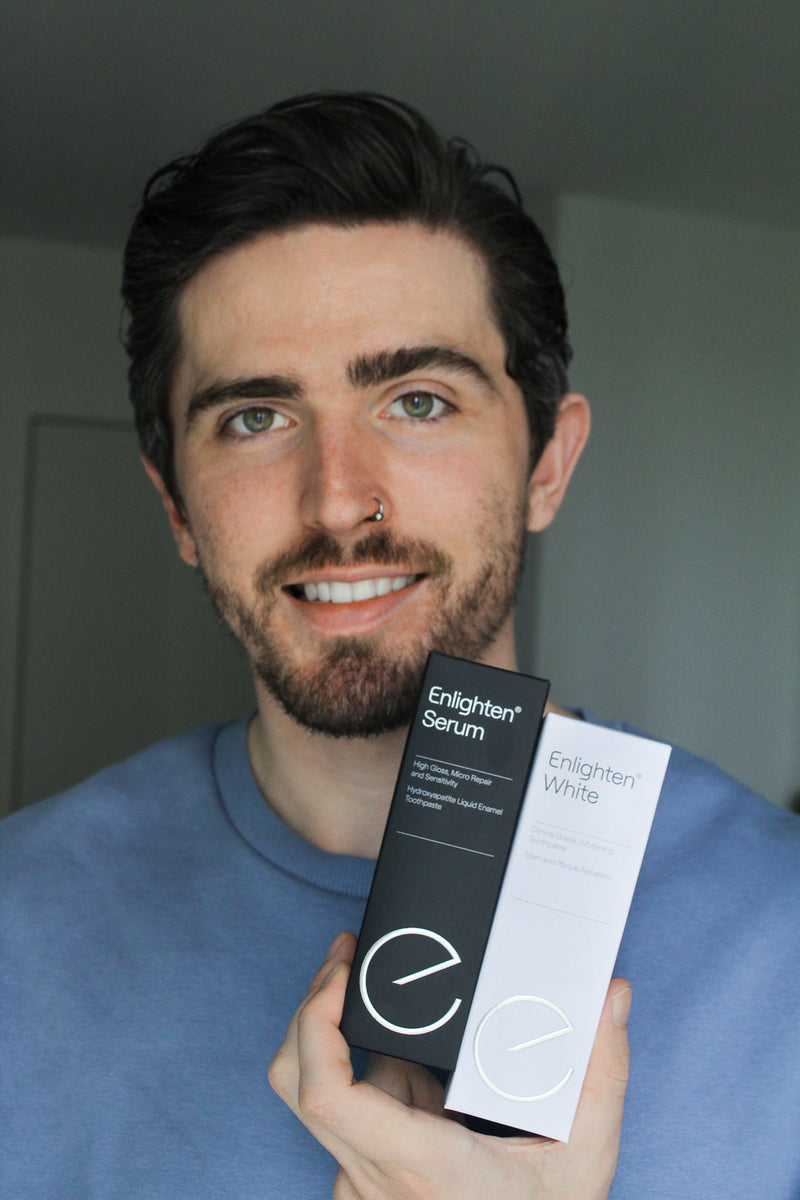 Enlighten®
Serum
High Gloss, Micro Repair
and Sensitivity
Hydroxyapatite Liquid Enamel
Toothpaste
e
Enlighten®
White
Clinical Grade, Whitening
Toothpaste
Stain and Plaque Repellent
e